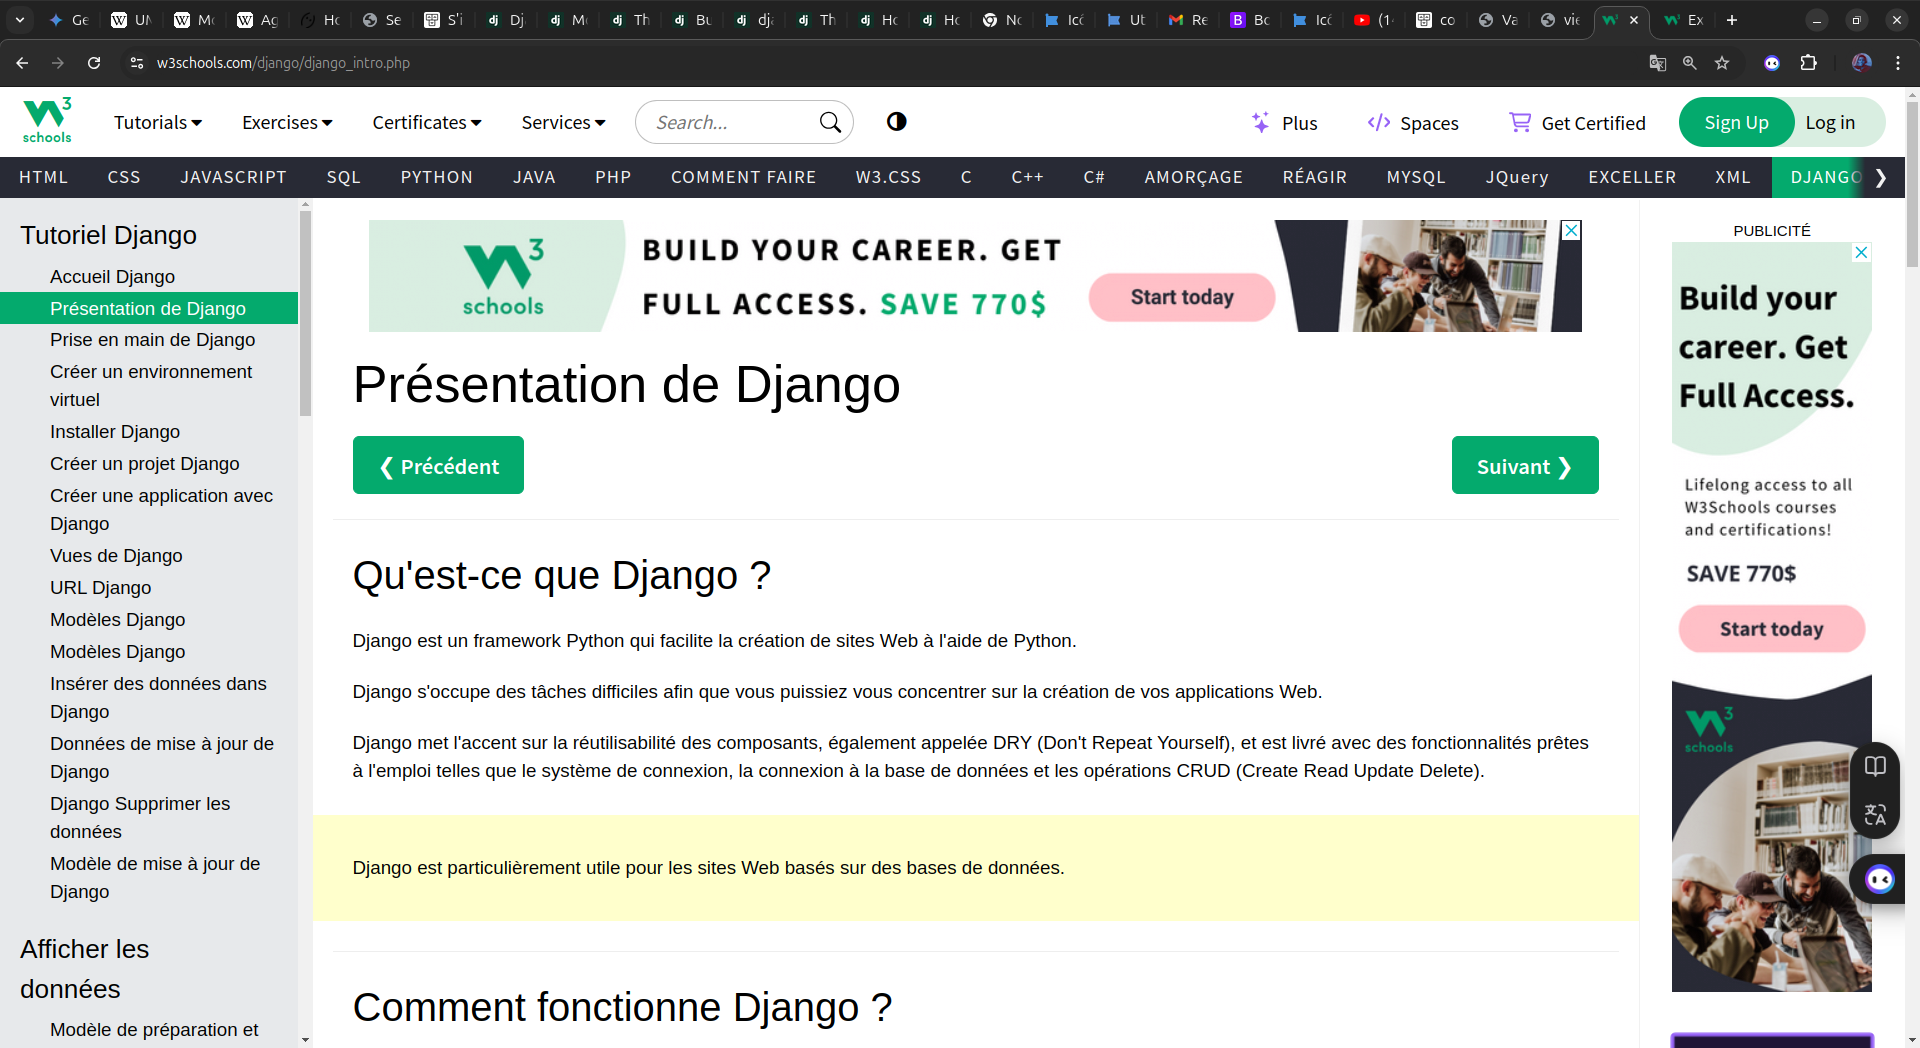 Ge
UM
Mo
Ag
Ho
Se
S'i
Dj
Mo
Th
Bu
dja
Th
Ho
Ho
No
Icô
Ut
Re
Bo
Icô
(1
co
Va
vie
Ex
w3schools.com/django/django_intro.php
W3 schools
Tutorials
Exercises
Certificates
Services
Search...
Plus
Spaces
Get Certified
Sign Up
Log in
HTML CSS JAVASCRIPT SQL PYTHON JAVA PHP COMMENT FAIRE W3.CSS C C++ C# AMORÇAGE RÉAGIR MYSQL JQuery EXCELLER XML DJANGO
Tutoriel Django
Accueil Django
Présentation de Django
Prise en main de Django
Créer un environnement
virtuel
Installer Django
Créer un projet Django
Créer une application avec
Django
Vues de Django
URL Django
Modèles Django
Modèles Django
Insérer des données dans
Django
Données de mise à jour de
Django
Django Supprimer les
données
Modèle de mise à jour de
Django
Afficher les
données
Modèle de préparation et
W3 schools
BUILD YOUR CAREER. GET
FULL ACCESS. SAVE 770$
Start today
Présentation de Django
❮ Précédent
Suivant ❯
Qu'est-ce que Django ?
Django est un framework Python qui facilite la création de sites Web à l'aide de Python.
Django s'occupe des tâches difficiles afin que vous puissiez vous concentrer sur la création de vos applications Web.
Django met l'accent sur la réutilisabilité des composants, également appelée DRY (Don't Repeat Yourself), et est livré avec des fonctionnalités prêtes
à l'emploi telles que le système de connexion, la connexion à la base de données et les opérations CRUD (Create Read Update Delete).
Django est particulièrement utile pour les sites Web basés sur des bases de données.
Comment fonctionne Django ?
PUBLICITÉ
Build your
career. Get
Full Access.
Lifelong access to all
W3Schools courses
and certifications!
SAVE 770$
Start today
W3 schools